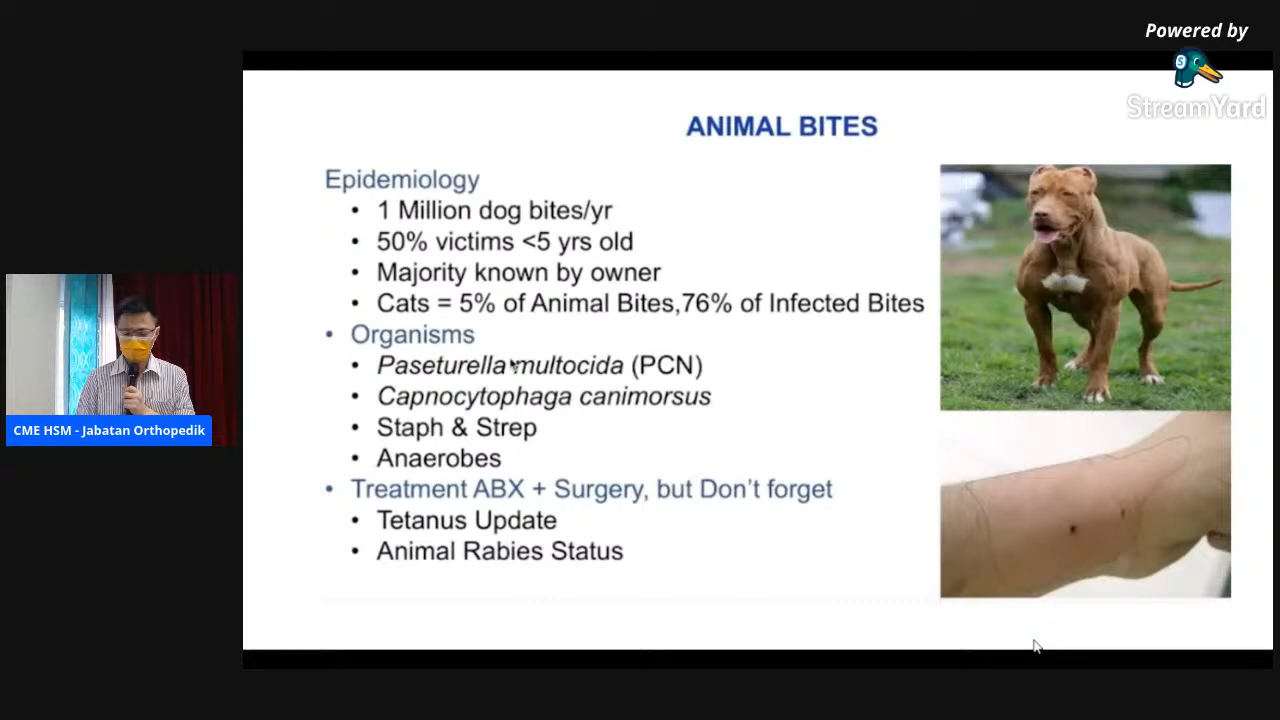 Powered by
StreamYard
ANIMAL BITES
Epidemiology
• 1 Million dog bites/yr
• 50% victims <5 yrs old
• Majority known by owner
• Cats = 5% of Animal Bites,76% of Infected Bites
• Organisms
• Paseturella multocida (PCN)
• Capnocytophaga canimorsus
• Staph & Strep
• Anaerobes
• Treatment ABX + Surgery, but Don't forget
• Tetanus Update
• Animal Rabies Status
CME HSM - Jabatan Orthopedik